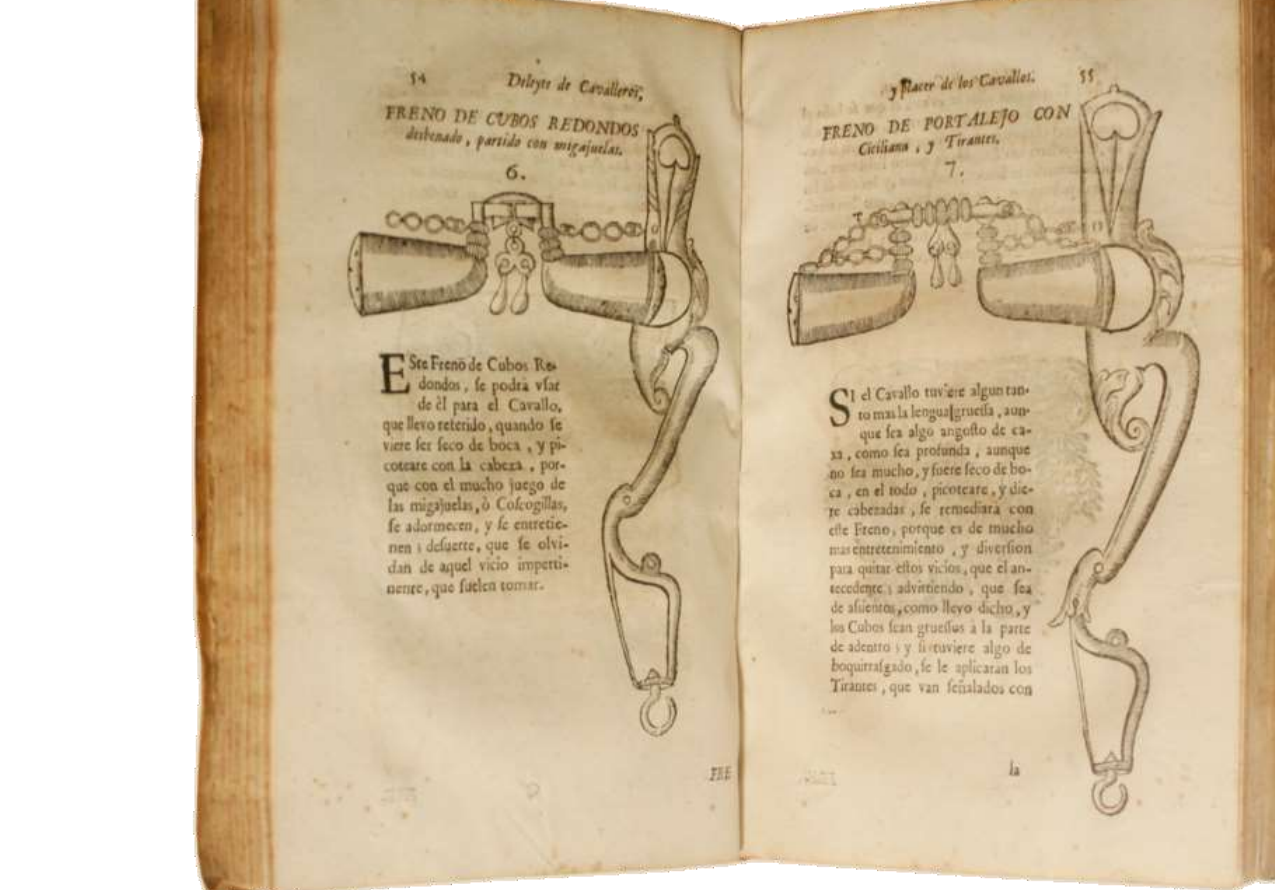 54 Deleyte de Cavalleros,
FRENO DE CVBOS REDONDOS
desbenado, partido con migajuelas.
6.
ESte Frenō de Cubos Re-
dondos, ſe podrà vſar
de èl para el Cavallo,
que llevo referido, quando ſe
viere ſer ſeco de boca, y pi-
coteare con la cabeza, por-
que con el mucho juego de
las migajuelas, ò Coſcogillas,
ſe adormecen, y ſe entretie-
nen; deſuerte, que ſe olvi-
dan de aquel vicio imperti-
nente, que ſuelen tomar.
FRE
y placer de los Cavallos. 55
FRENO DE PORTALEJO CON
Ciciliana, y Tirantes.
7.
T
SI el Cavallo tuviere algun tan-
to mas la lengua grueſſa, aun-
que ſea algo angoſto de ca-
xa, como ſea profunda, aunque
no ſea mucho, y fuere ſeco de bo-
ca, en el todo, picoteare, y die-
re cabezadas, ſe remediarà con
eſte Freno, porque es de mucho
mas entretenimiento, y diverſion
para quitar eſtos vicios, que el an-
tecedente; advirtiendo, que ſea
de aſientos, como llevo dicho, y
los Cubos ſean grueſſos à la parte
de adentro; y ſi tuviere algo de
boquirraſgado, ſe le aplicaràn los
Tirantes, que van ſeñalados con
la